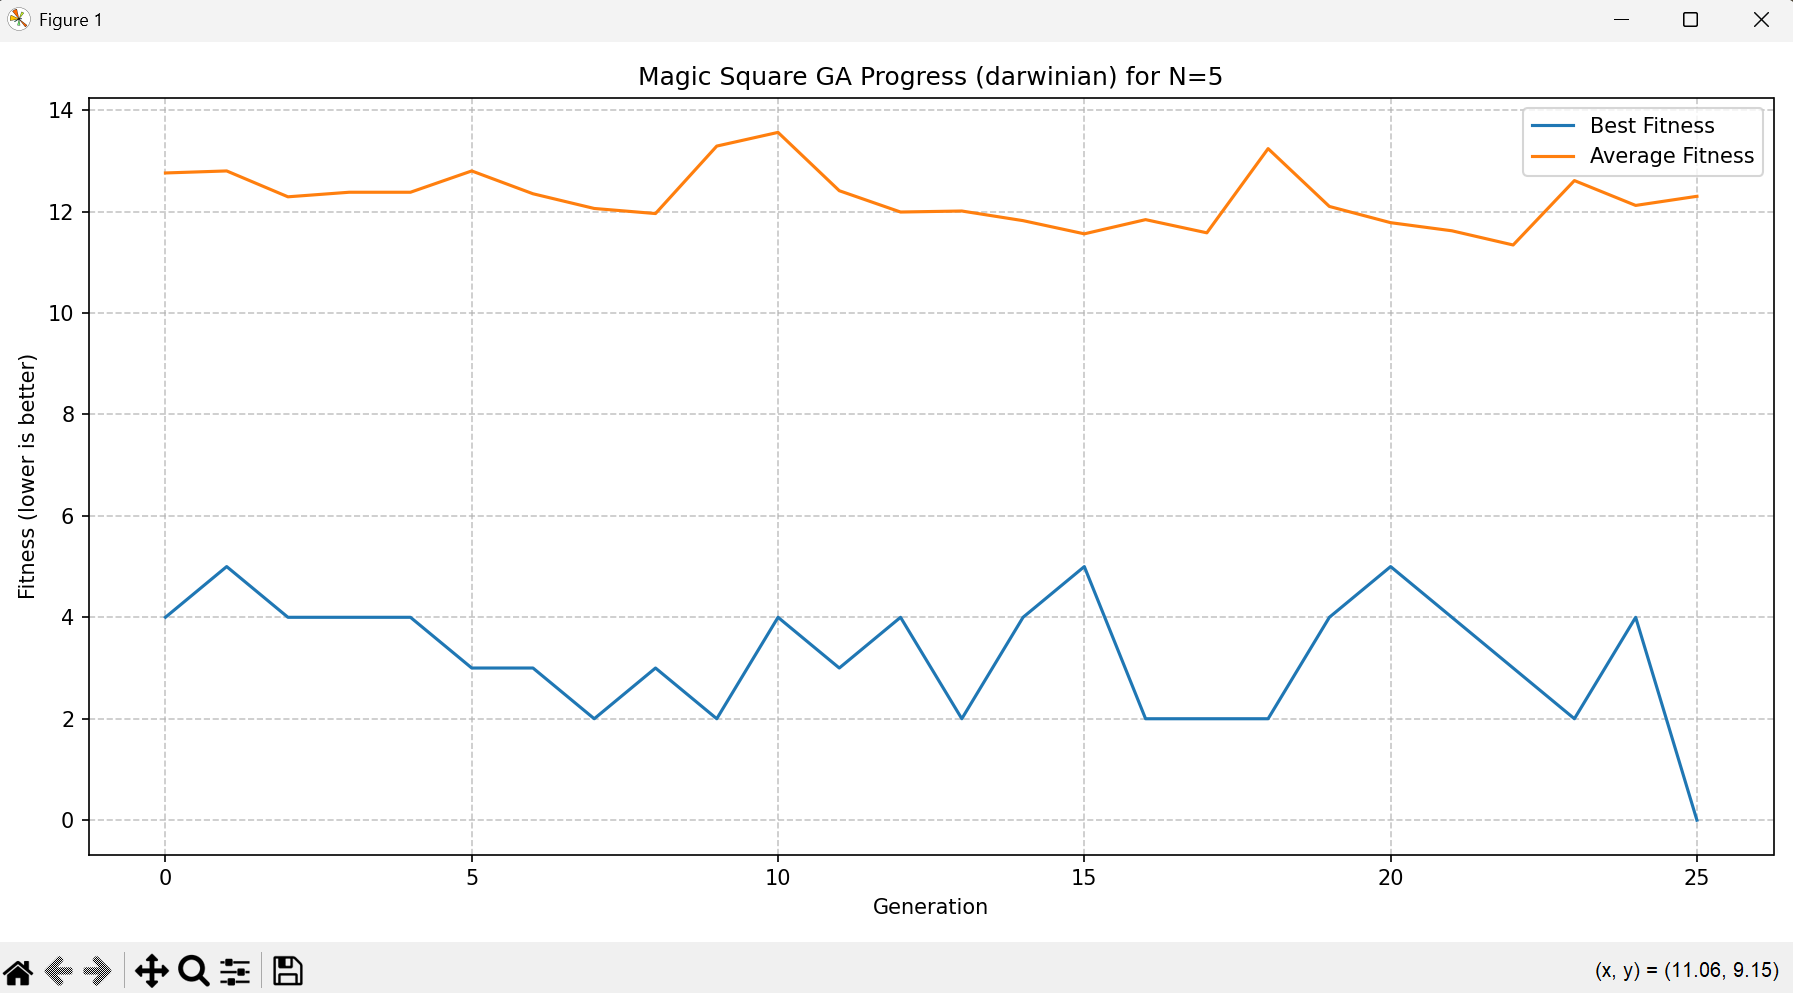 Figure 1
Magic Square GA Progress (darwinian) for N=5
Best Fitness
Average Fitness
Fitness (lower is better)
14
12
10
8
6
4
2
0
0 5 10 15 20 25
Generation
(x, y) = (11.06, 9.15)